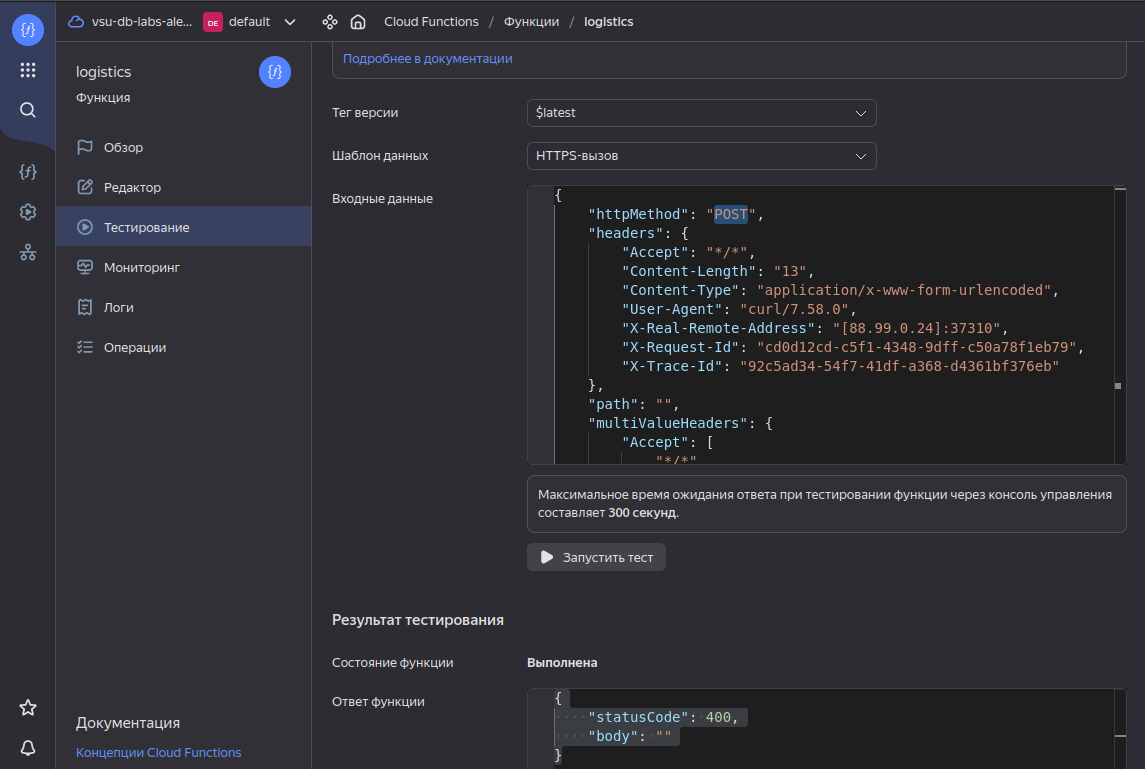 {f}
vsu-db-labs-ale... DE default
Cloud Functions / Функции / logistics
logistics
{f}
Функция
Обзор
Редактор
Тестирование
Мониторинг
Логи
Операции
Документация
Концепции Cloud Functions
Подробнее в документации
Тег версии
$latest
Шаблон данных
HTTPS-вызов
Входные данные
{
    "httpMethod": "POST",
    "headers": {
        "Accept": "*/*",
        "Content-Length": "13",
        "Content-Type": "application/x-www-form-urlencoded",
        "User-Agent": "curl/7.58.0",
        "X-Real-Remote-Address": "[88.99.0.24]:37310",
        "X-Request-Id": "cd0d12cd-c5f1-4348-9dff-c50a78f1eb79",
        "X-Trace-Id": "92c5ad34-54f7-41df-a368-d4361bf376eb"
    },
    "path": "",
    "multiValueHeaders": {
        "Accept": [
            "*/*"
Максимальное время ожидания ответа при тестировании функции через консоль управления
составляет 300 секунд.
Запустить тест
Результат тестирования
Состояние функции
Выполнена
Ответ функции
{
    "statusCode": 400,
    "body": ""
}